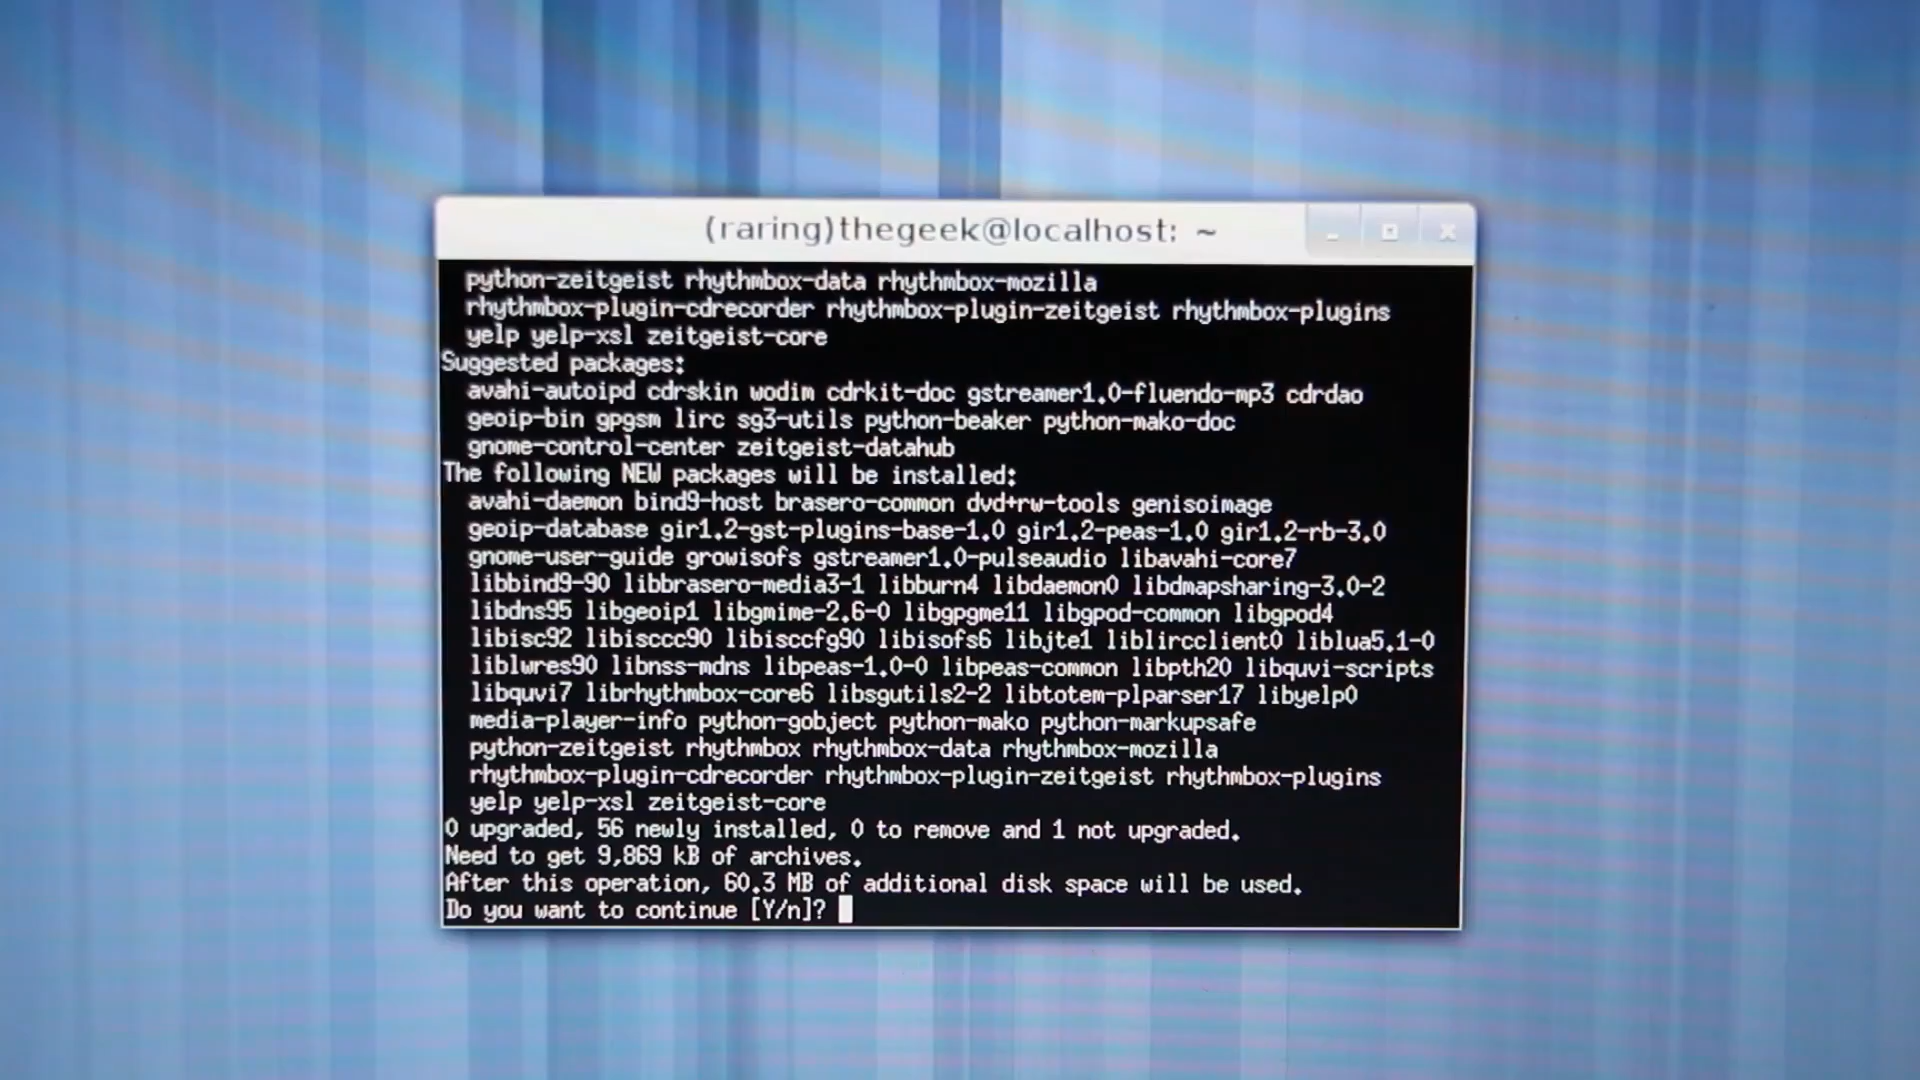 (raring)thegeek@localhost: ~
python-zeitgeist rhythmbox-data rhythmbox-mozilla
rhythmbox-plugin-cdrecorder rhythmbox-plugin-zeitgeist rhythmbox-plugins
yelp yelp-xsl zeitgeist-core
Suggested packages:
avahi-autoipd cdrskin wodim cdrkit-doc gstreamer1.0-fluendo-mp3 cdrdao
geoip-bin gpgsm lirc sg3-utils python-beaker python-mako-doc
gnome-control-center zeitgeist-datahub
The following NEW packages will be installed:
avahi-daemon bind9-host brasero-common dvd+rw-tools genisoimage
geoip-database gir1.2-gst-plugins-base-1.0 gir1.2-peas-1.0 gir1.2-rb-3.0
gnome-user-guide growisofs gstreamer1.0-pulseaudio libavahi-core7
libbind9-90 libbrasero-media3-1 libburn4 libdaemon0 libdmapsharing-3.0-2
libdns95 libgeoip1 libgmime-2.6-0 libgpgme11 libgpod-common libgpod4
libisc92 libisccc90 libisccfg90 libisofs6 libjte1 liblircclient0 liblua5.1-0
liblwres90 libnss-mdns libpeas-1.0-0 libpeas-common libpth20 libquvi-scripts
libquvi7 librhythmbox-core6 libsgutils2-2 libtotem-plparser17 libyelp0
media-player-info python-gobject python-mako python-markupsafe
python-zeitgeist rhythmbox rhythmbox-data rhythmbox-mozilla
rhythmbox-plugin-cdrecorder rhythmbox-plugin-zeitgeist rhythmbox-plugins
yelp yelp-xsl zeitgeist-core
0 upgraded, 56 newly installed, 0 to remove and 1 not upgraded.
Need to get 9,869 kB of archives.
After this operation, 60.3 MB of additional disk space will be used.
Do you want to continue [Y/n]?